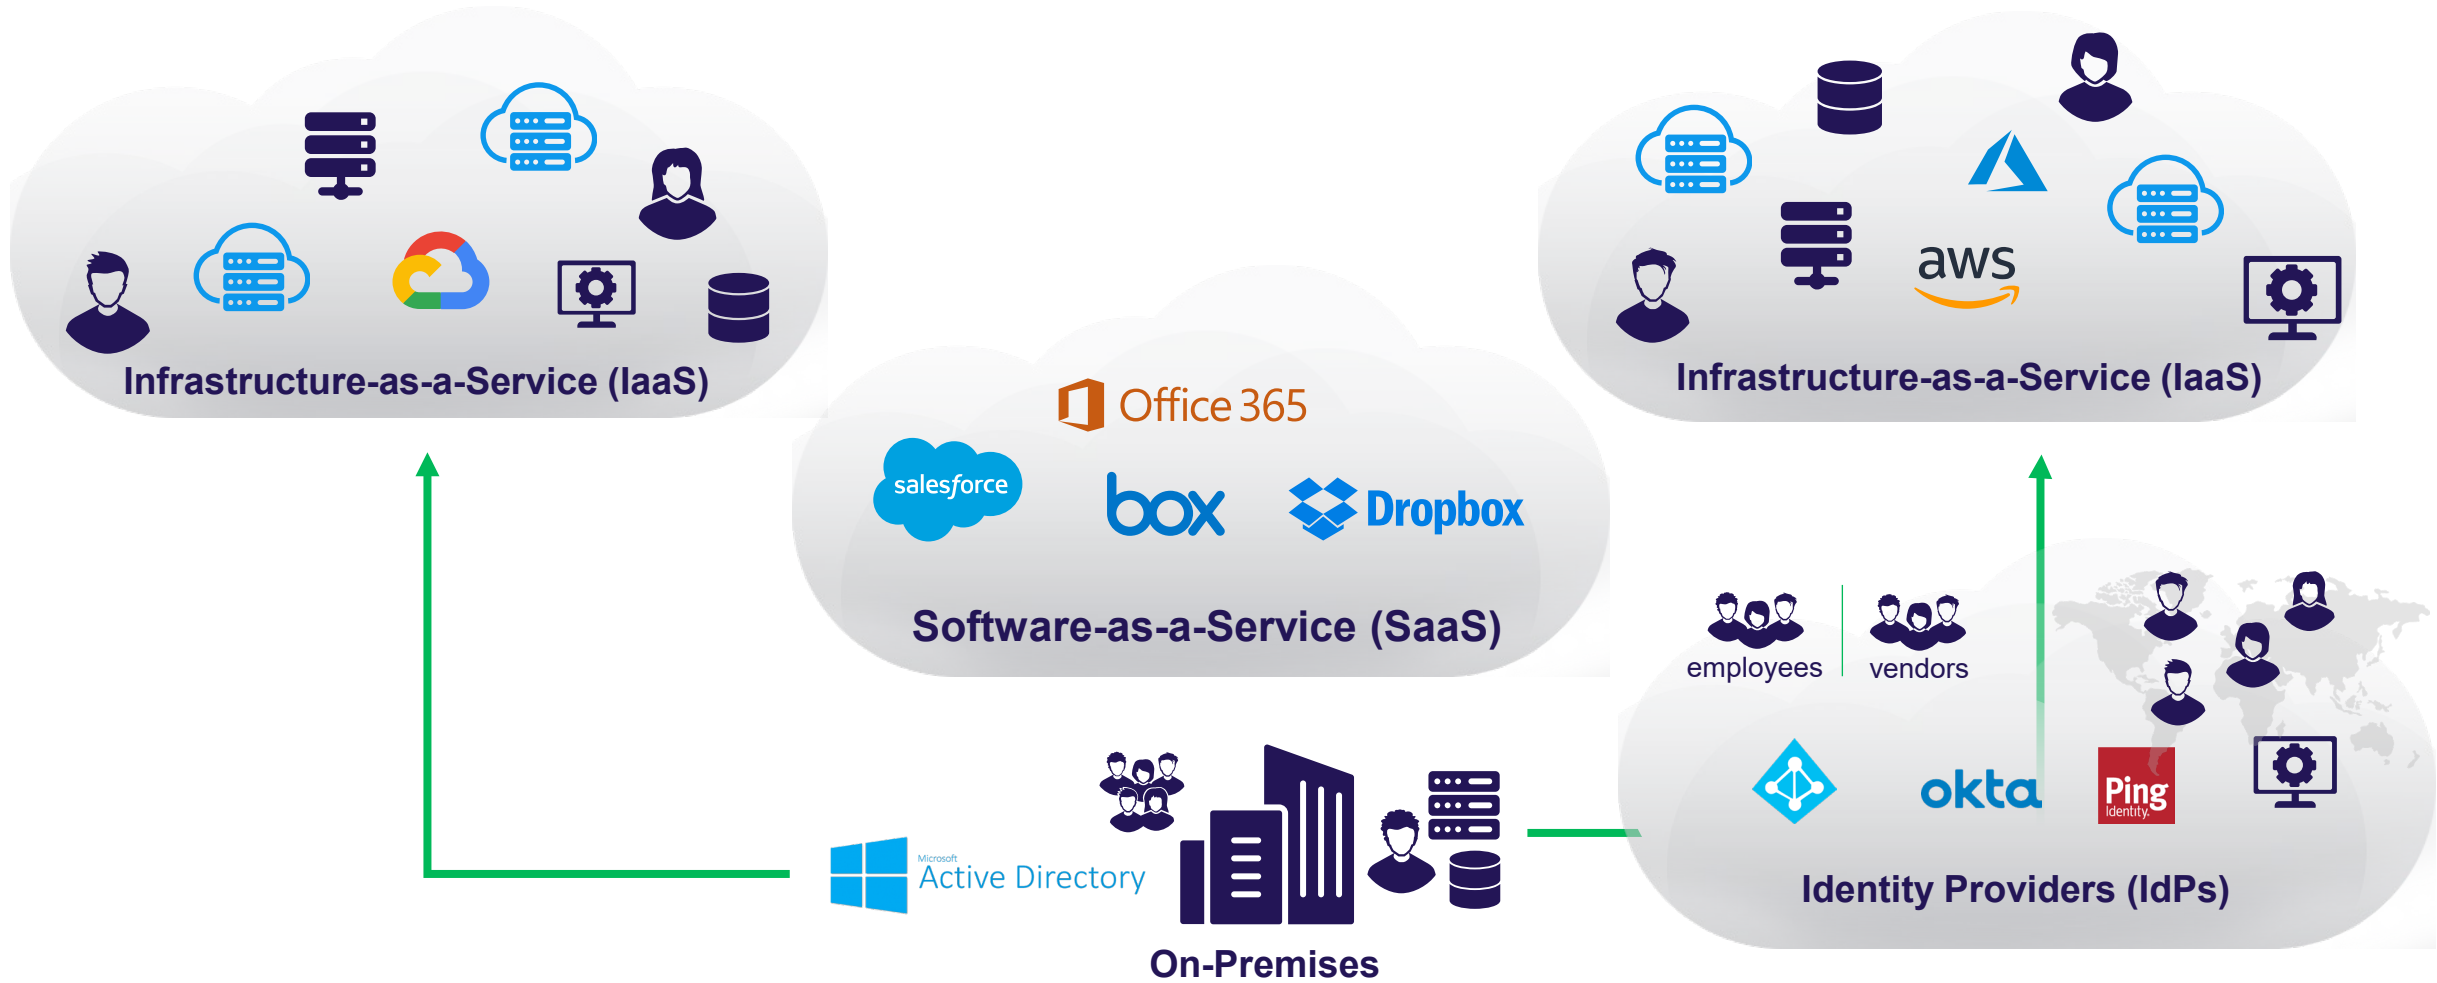 Infrastructure-as-a-Service (IaaS)
aws
Infrastructure-as-a-Service (IaaS)
Office 365
salesforce
box
Dropbox
Software-as-a-Service (SaaS)
employees
vendors
okta
Ping
Identity.
Identity Providers (IdPs)
Microsoft
Active Directory
On-Premises